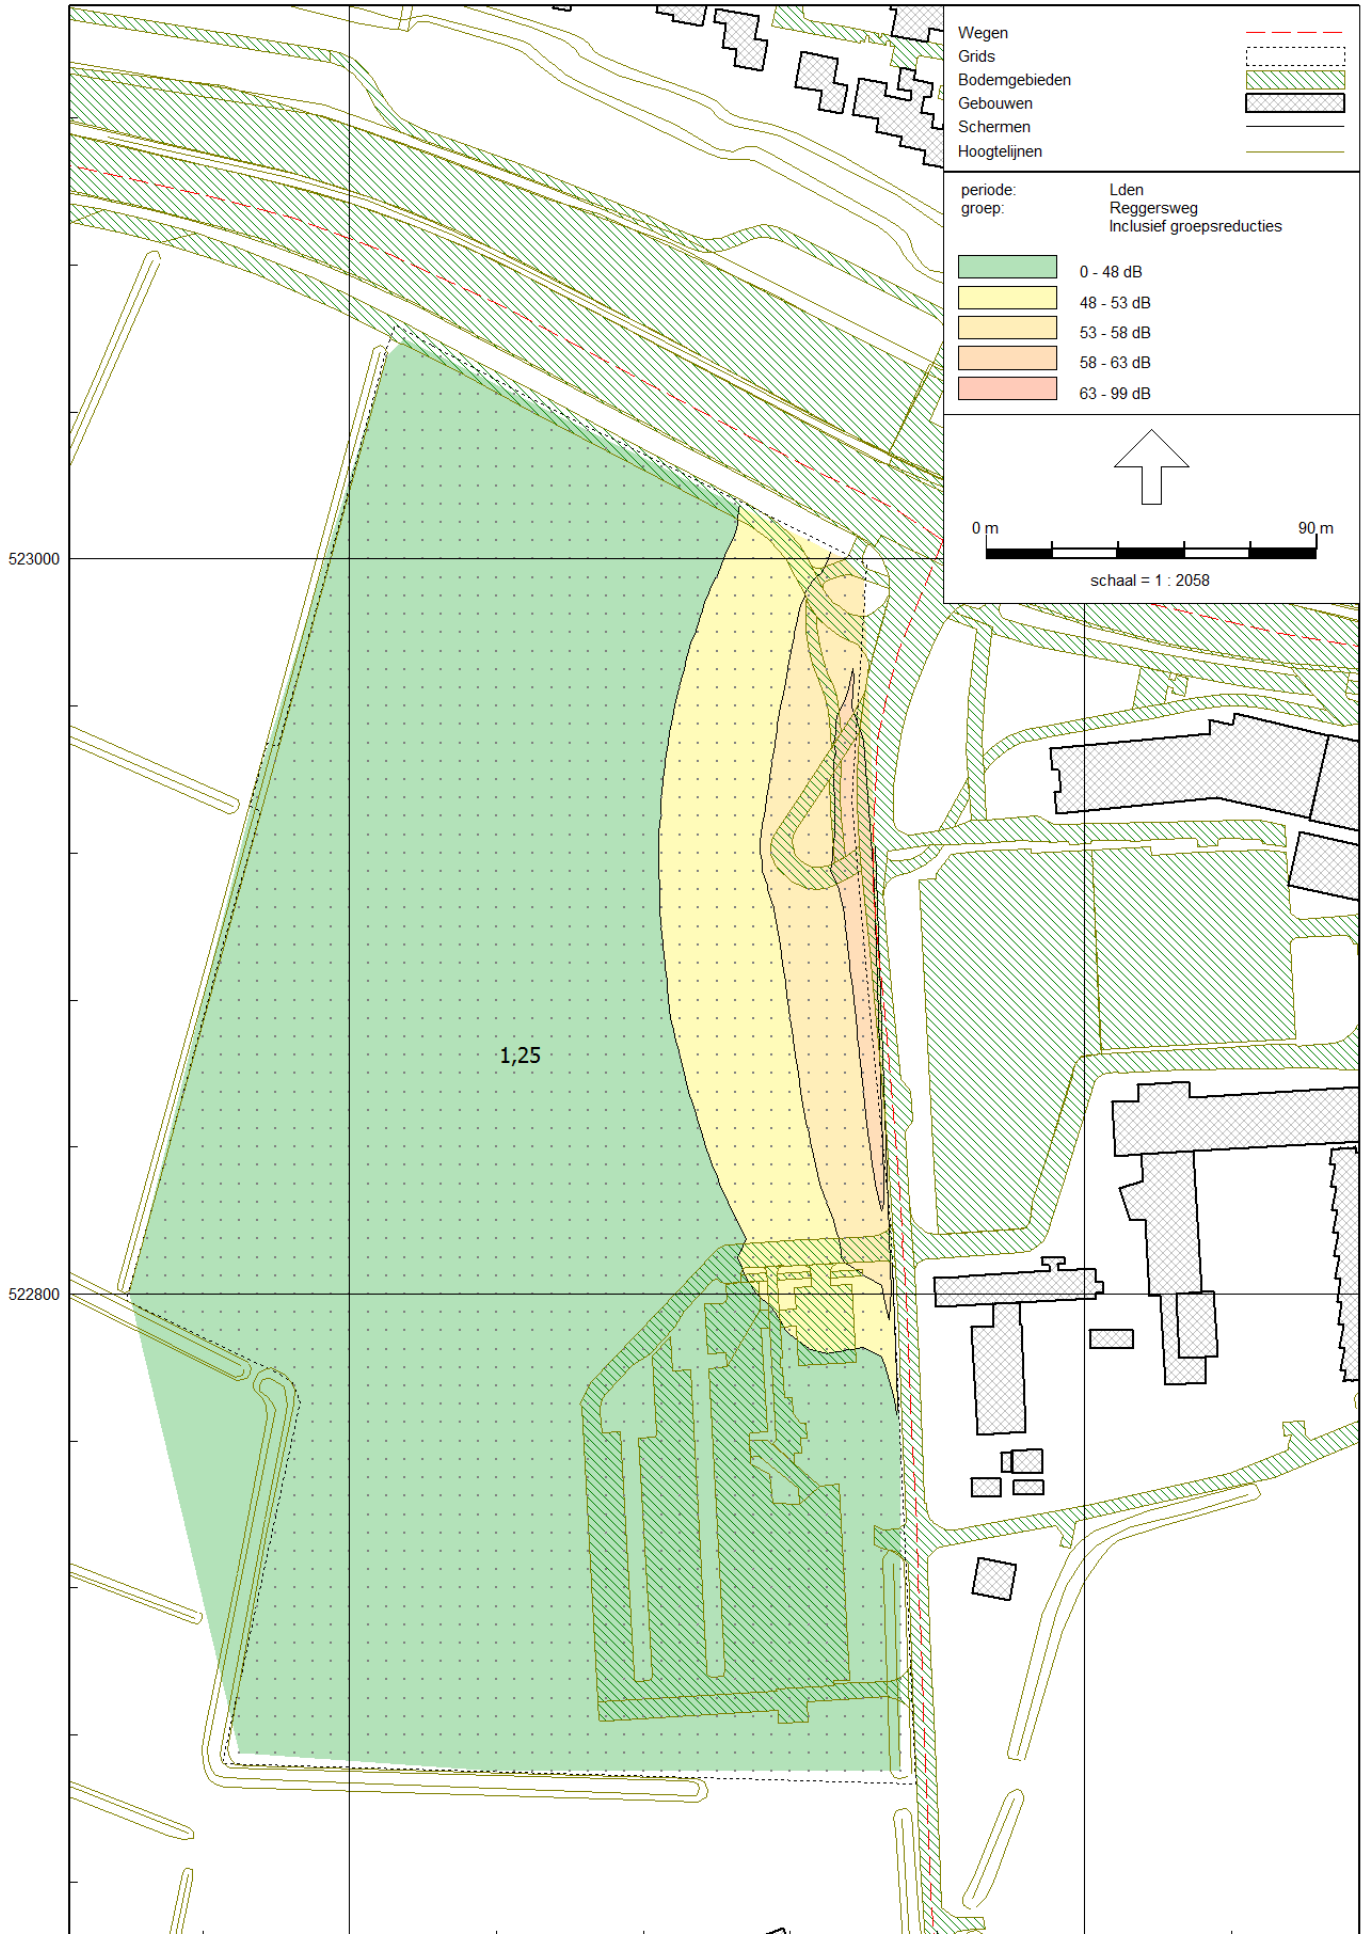 Wegen
Grids
Bodemgebieden
Gebouwen
Schermen
Hoogtelijnen
periode: Lden
groep: Reggersweg
Inclusief groepsreducties
0 - 48 dB
48 - 53 dB
53 - 58 dB
58 - 63 dB
63 - 99 dB
0 m 90 m
schaal = 1 : 2058
523000
1,25
522800